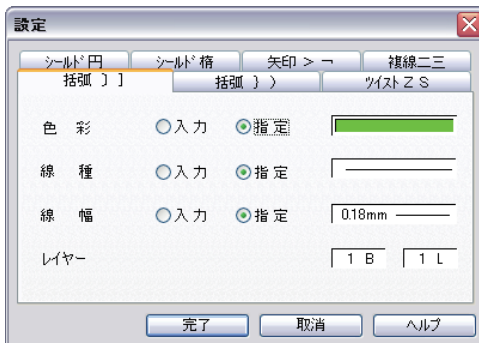 設定
シールド円 シールド楕 矢印 > ¬ 複線二三
括弧 ］ ] 括弧 ｝ ) ツイスト Z S
色 彩 入力 指定
線 種 入力 指定
線 幅 入力 指定 0.18mm
レイヤー 1 B 1 L
完了 取消 ヘルプ